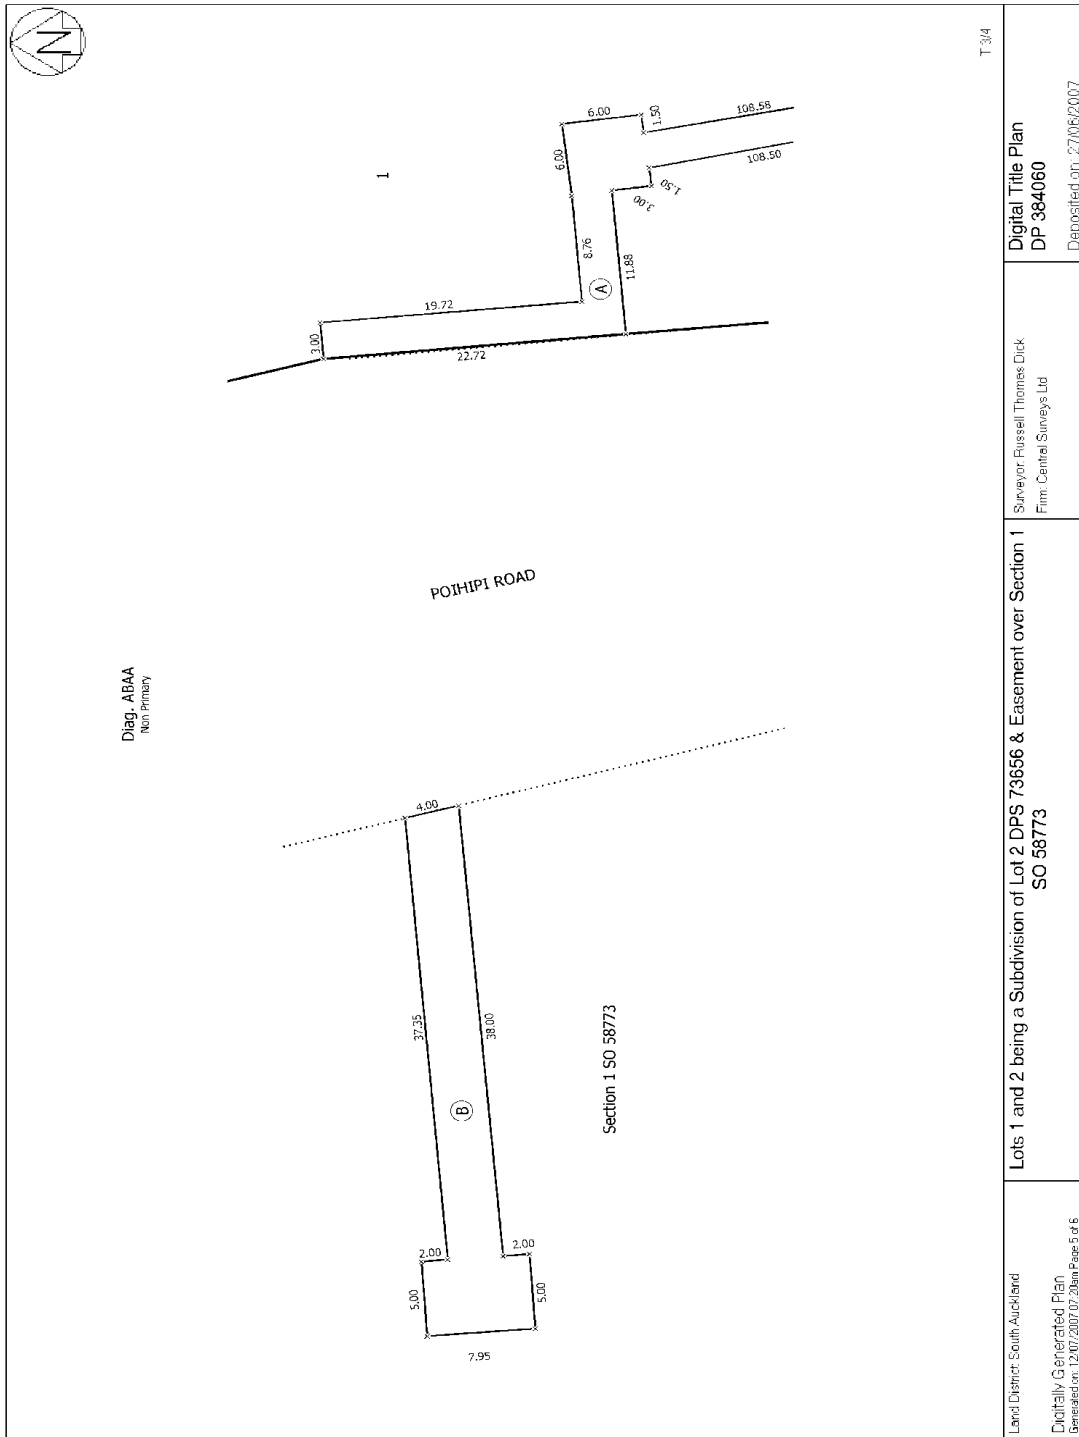 N
T 3/4
Diag. ABAA
Non Primary
1
6.00
6.00
1.50
108.58
108.50
1.50
3.00
8.76
11.88
A
19.72
3.00
22.72
POIHIPI ROAD
4.00
37.35
38.00
B
Section 1 SO 58773
2.00
2.00
5.00
5.00
7.95
Land District: South Auckland
Digitally Generated Plan
Generated on: 12/07/2007 07:20am Page 5 of 6
Lots 1 and 2 being a Subdivision of Lot 2 DPS 73656 & Easement over Section 1
SO 58773
Surveyor: Russell Thomas Dick
Firm: Central Surveys Ltd
Digital Title Plan
DP 384060
Deposited on: 27/06/2007